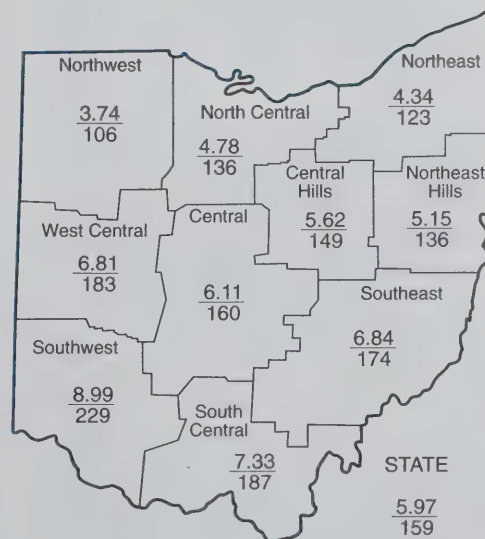 Northwest
3.74
106
North Central
4.78
136
Northeast
4.34
123
Central
Hills
5.62
149
Northeast
Hills
5.15
136
West Central
6.81
183
Central
6.11
160
Southeast
6.84
174
Southwest
8.99
229
South
Central
7.33
187
STATE
5.97
159